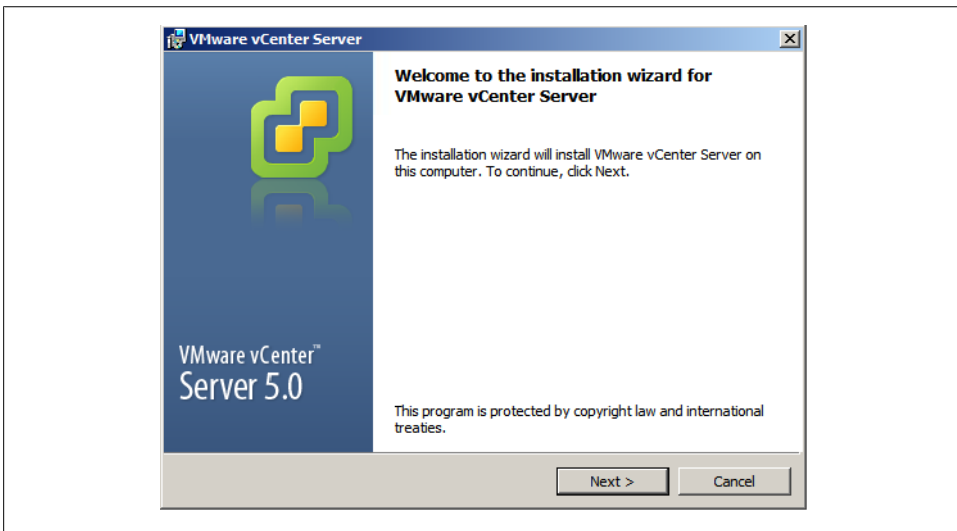 VMware vCenter Server
Welcome to the installation wizard for
VMware vCenter Server
The installation wizard will install VMware vCenter Server on
this computer. To continue, click Next.
VMware vCenter™
Server 5.0
This program is protected by copyright law and international
treaties.
Next >
Cancel